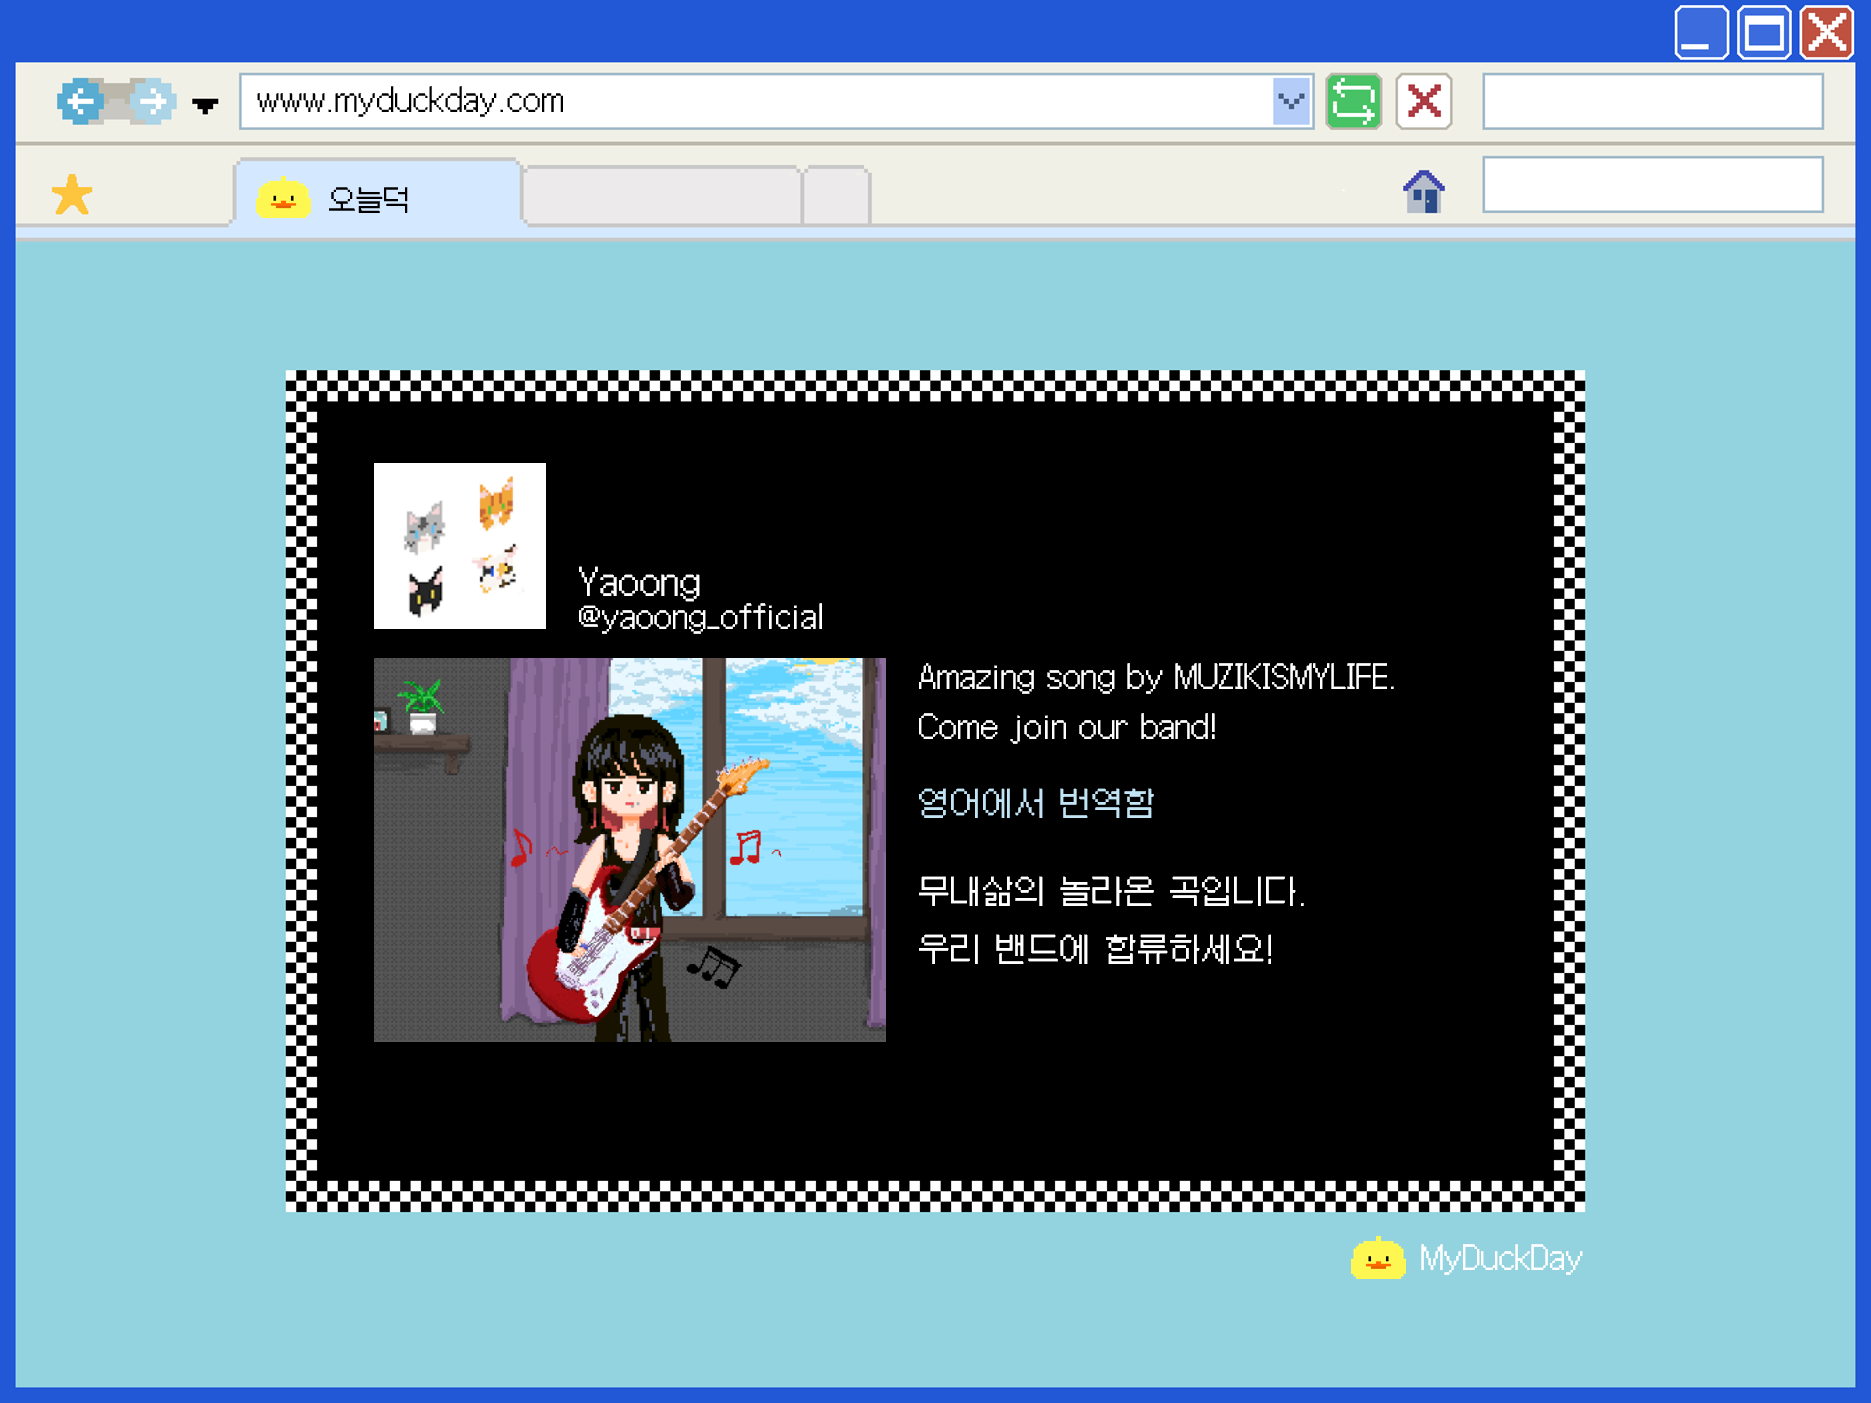 www.myduckday.com
오늘덕
Yaoong
@yaoong_official
Amazing song by MUZIKISMYLIFE.
Come join our band!
영어에서 번역함
무내삶의 놀라온 곡입니다.
우리 밴드에 합류하세요!
MyDuckDay